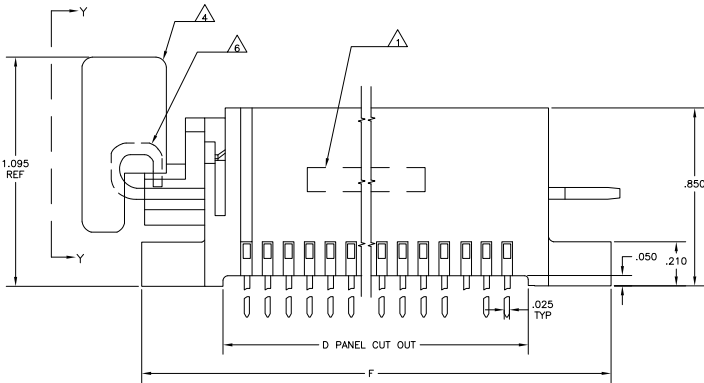 Y
4
6
1
1.095
REF
.850
Y
.050
.210
.025
TYP
D PANEL CUT OUT
F